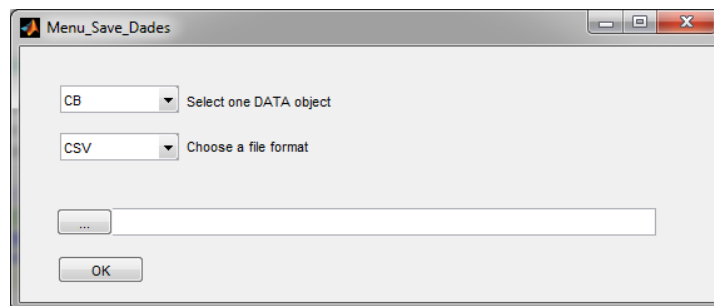 Menu_Save_Dades
CB Select one DATA object
CSV Choose a file format
...
OK